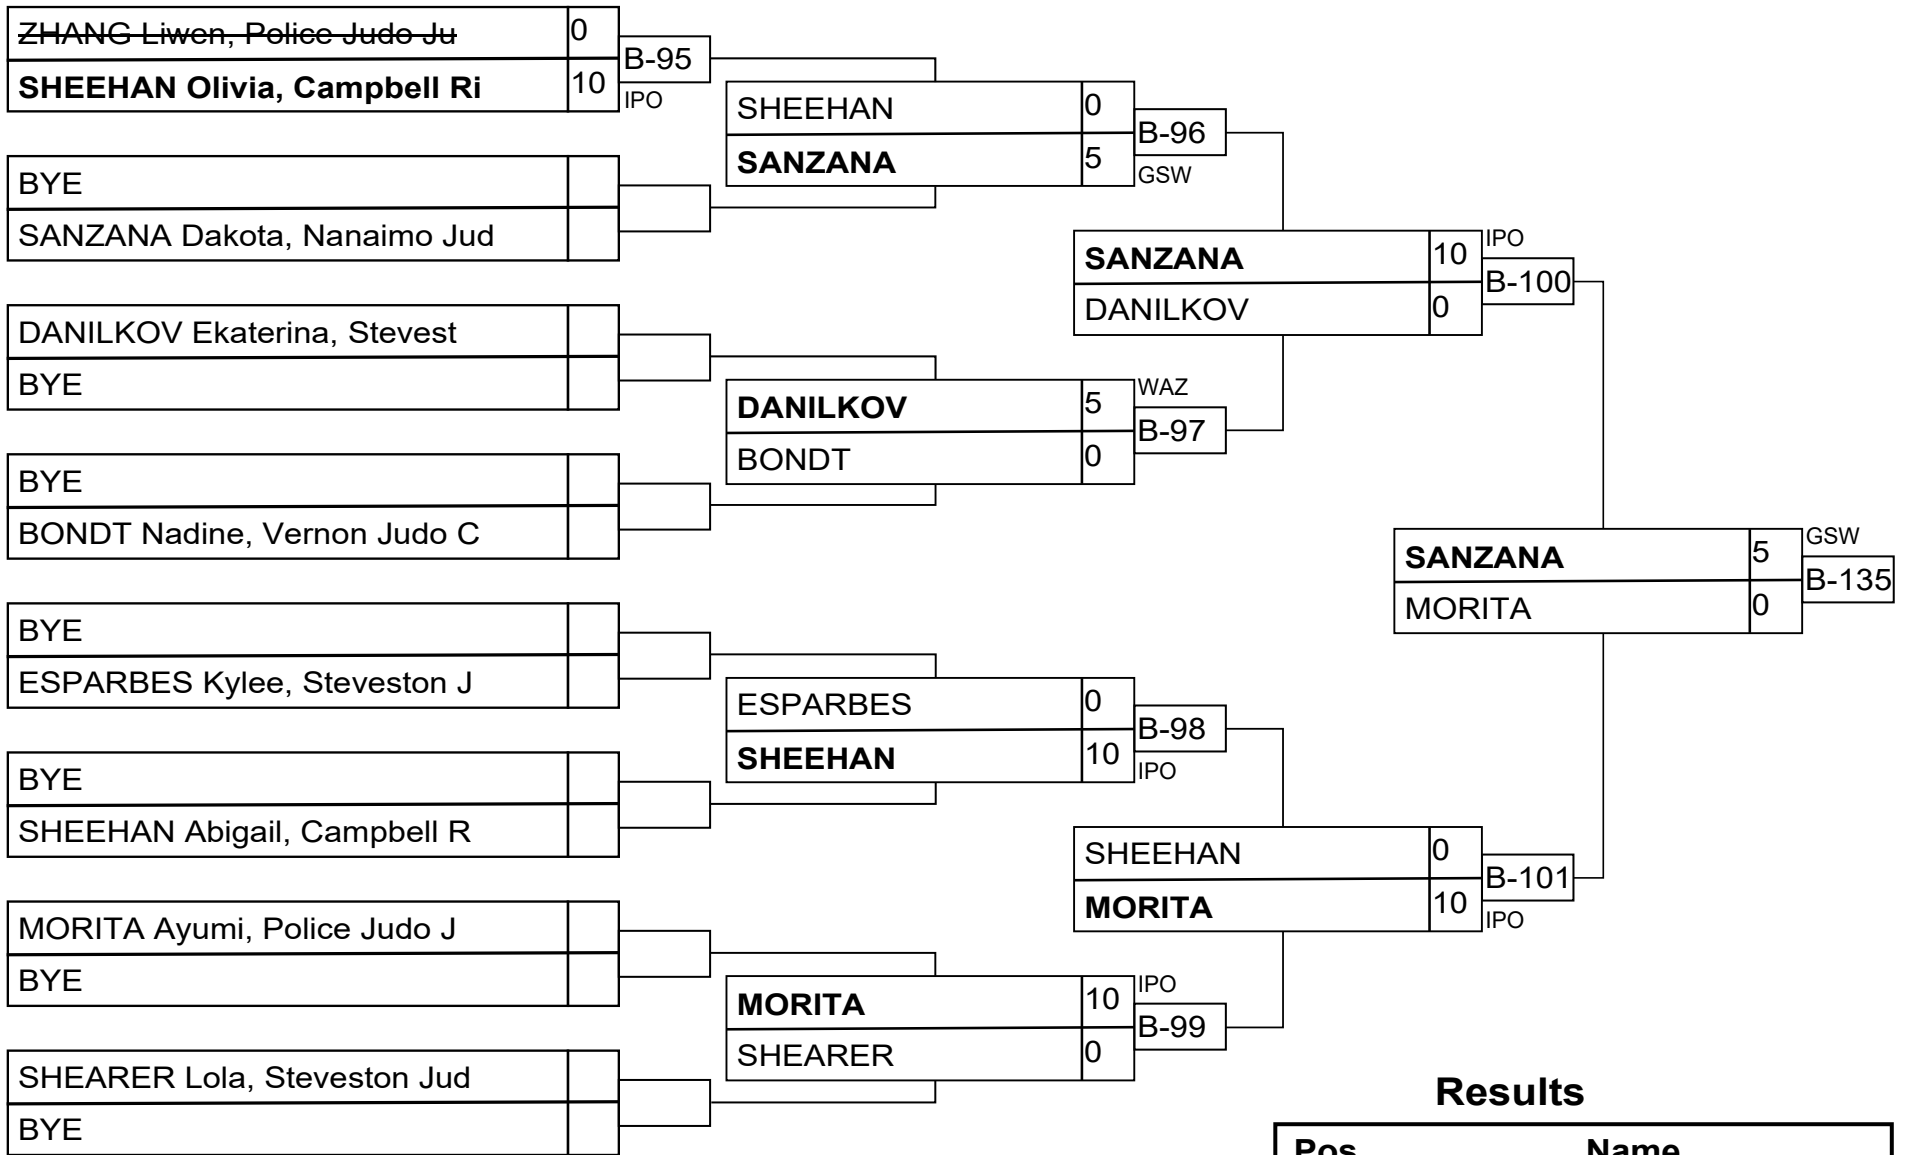 ZHANG Liwen, Police Judo Ju 0
SHEEHAN Olivia, Campbell Ri 10
B-95
IPO
BYE
SANZANA Dakota, Nanaimo Jud
DANILKOV Ekaterina, Stevest
BYE
BYE
BONDT Nadine, Vernon Judo C
BYE
ESPARBES Kylee, Steveston J
BYE
SHEEHAN Abigail, Campbell R
MORITA Ayumi, Police Judo J
BYE
SHEARER Lola, Steveston Jud
BYE
SHEEHAN 0
SANZANA 5
B-96
GSW
DANILKOV 5
BONDT 0
WAZ
B-97
ESPARBES 0
SHEEHAN 10
B-98
IPO
MORITA 10
SHEARER 0
IPO
B-99
SANZANA 10
DANILKOV 0
IPO
B-100
SHEEHAN 0
MORITA 10
B-101
IPO
SANZANA 5
MORITA 0
GSW
B-135
Results
Pos Name